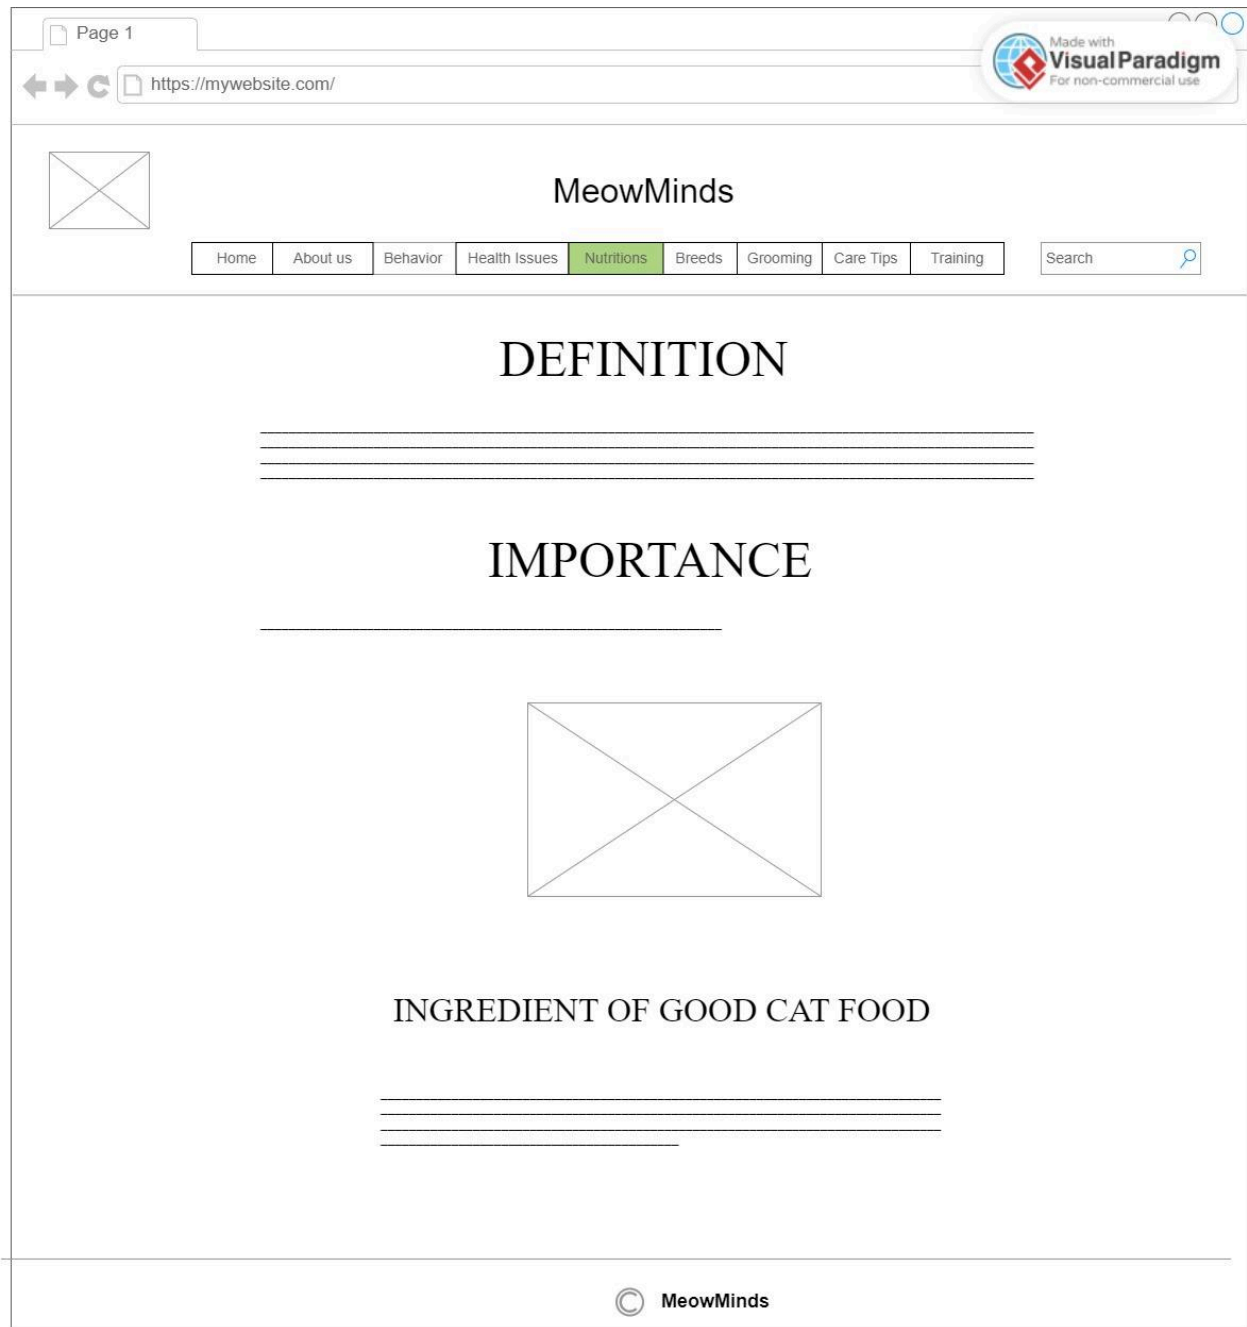 Page 1
Made with
Visual Paradigm
For non-commercial use
https://mywebsite.com/
MeowMinds
Home About us Behavior Health Issues Nutritions Breeds Grooming Care Tips Training Search
DEFINITION
IMPORTANCE
INGREDIENT OF GOOD CAT FOOD
© MeowMinds